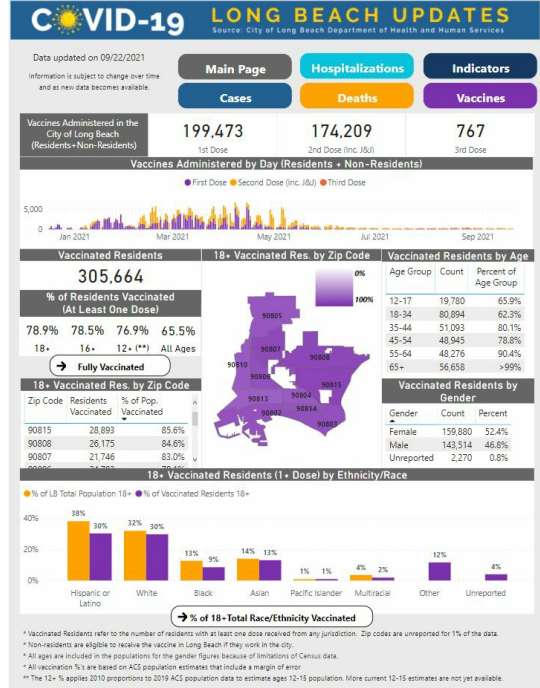 COVID-19
LONG BEACH UPDATES
Source: City of Long Beach Department of Health and Human Services
Data updated on 09/22/2021
Information is subject to change over time
and as new data becomes available.
Main Page
Hospitalizations
Indicators
Cases
Deaths
Vaccines
Vaccines Administered in the
City of Long Beach
(Residents+Non-Residents)
199,473
1st Dose
174,209
2nd Dose (Inc. J&J)
767
3rd Dose
Vaccines Administered by Day (Residents + Non-Residents)
First Dose Second Dose (Inc. J&J) Third Dose
5,000
0
Jan 2021 Mar 2021 May 2021 Jul 2021 Sep 2021
Vaccinated Residents
305,664
% of Residents Vaccinated
(At Least One Dose)
78.9% 78.5% 76.9% 65.5%
18+ 16+ 12+ (**) All Ages
→ Fully Vaccinated
18+ Vaccinated Res. by Zip Code
Zip Code Residents Vaccinated % of Pop. Vaccinated
90815 28,893 85.6%
90808 26,175 84.6%
90807 21,746 83.0%
18+ Vaccinated Res. by Zip Code
0%
100%
90805
90807
90808
90810
90815
90813
90804
90802
90814
90803
Vaccinated Residents by Age
Age Group Count Percent of Age Group
12-17 19,780 65.9%
18-34 80,894 62.3%
35-44 51,093 80.1%
45-54 48,945 78.8%
55-64 48,276 90.4%
65+ 56,658 >99%
Vaccinated Residents by
Gender
Gender Count Percent
Female 159,880 52.4%
Male 143,514 46.8%
Unreported 2,270 0.8%
18+ Vaccinated Residents (1+ Dose) by Ethnicity/Race
% of LB Total Population 18+ % of Vaccinated Residents 18+
40%
20%
0%
38% 30% 32% 30% 13% 9% 14% 13% 1% 1% 4% 2% 12% 4%
Hispanic or Latino White Black Asian Pacific Islander Multiracial Other Unreported
→ % of 18+Total Race/Ethnicity Vaccinated
* Vaccinated Residents refer to the number of residents with at least one dose received from any jurisdiction. Zip codes are unreported for 1% of the data.
* Non-residents are eligible to receive the vaccine in Long Beach if they work in the city.
* All ages are included in the populations for the gender figures because of limitations of Census data.
* All vaccination %'s are based on ACS population estimates that include a margin of error
** The 12+ % applies 2010 proportions to 2019 ACS population data to estimate ages 12-15 population. More current 12-15 estimates are not yet available.